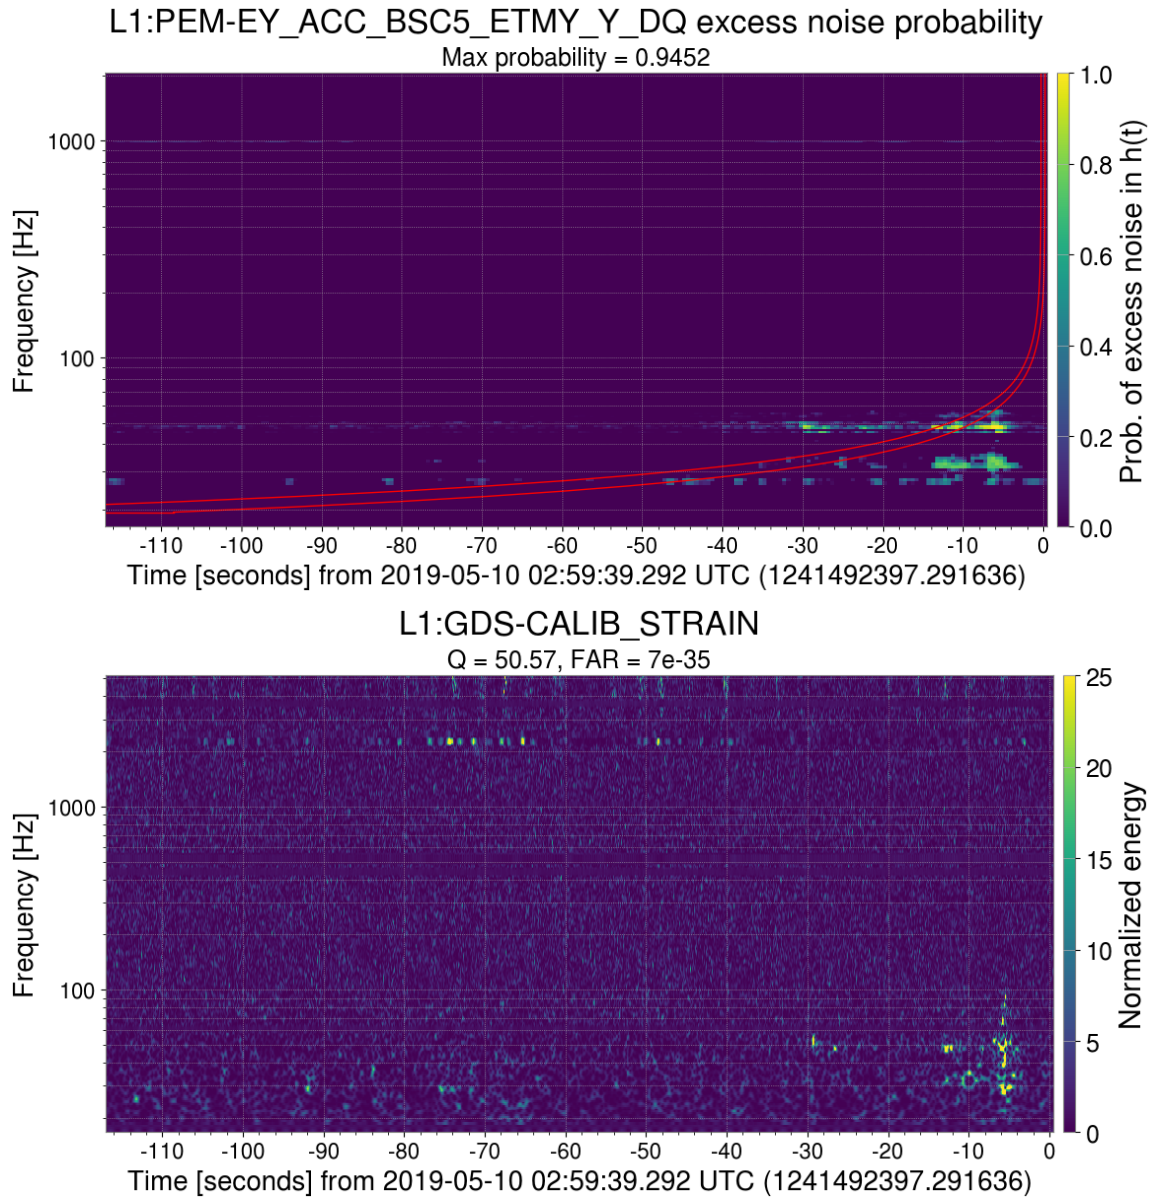 L1:PEM-EY_ACC_BSC5_ETMY_Y_DQ excess noise probability
Max probability = 0.9452
1000
100
Frequency [Hz]
-110 -100 -90 -80 -70 -60 -50 -40 -30 -20 -10 0
Time [seconds] from 2019-05-10 02:59:39.292 UTC (1241492397.291636)
1.0
0.8
0.6
0.4
0.2
0.0
Prob. of excess noise in h(t)
L1:GDS-CALIB_STRAIN
Q = 50.57, FAR = 7e-35
1000
100
Frequency [Hz]
-110 -100 -90 -80 -70 -60 -50 -40 -30 -20 -10 0
Time [seconds] from 2019-05-10 02:59:39.292 UTC (1241492397.291636)
25
20
15
10
5
0
Normalized energy